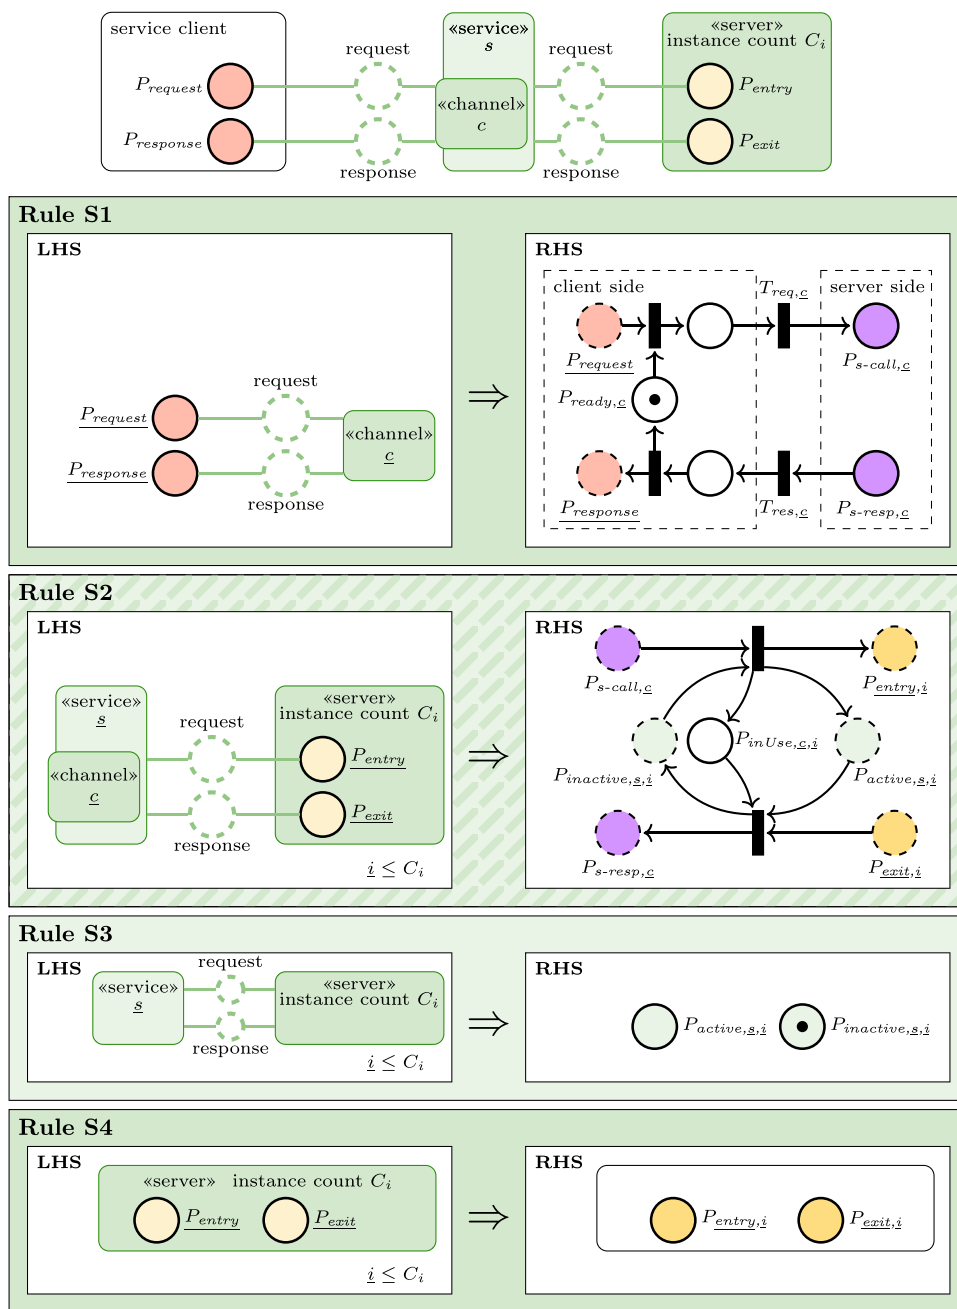 service client
P_request
P_response
request
response
«service»
s
«channel»
c
request
response
«server»
instance count C_i
P_entry
P_exit
Rule S1
LHS
P_request
P_response
request
response
«channel»
c
⇒
RHS
client side
server side
T_req,c
P_request
P_s-call,c
P_ready,c
P_response
T_res,c
P_s-resp,c
Rule S2
LHS
«service»
s
«channel»
c
request
response
«server»
instance count C_i
P_entry
P_exit
i ≤ C_i
⇒
RHS
P_s-call,c
P_entry,i
P_inUse,c,i
P_inactive,s,i
P_active,s,i
P_s-resp,c
P_exit,i
Rule S3
LHS
request
«service»
s
response
«server»
instance count C_i
i ≤ C_i
⇒
RHS
P_active,s,i
P_inactive,s,i
Rule S4
LHS
«server» instance count C_i
P_entry
P_exit
i ≤ C_i
⇒
RHS
P_entry,i
P_exit,i